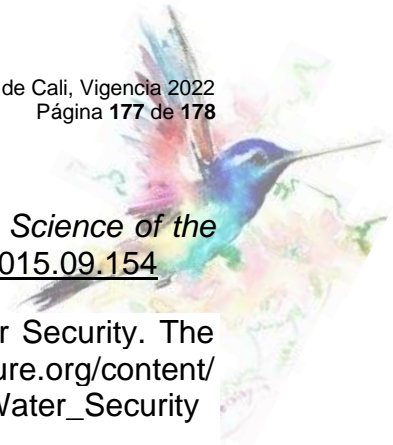 de Cali, Vigencia 2022
Página 177 de 178
Science of the
015.09.154
r Security. The
ure.org/content/
Water_Security